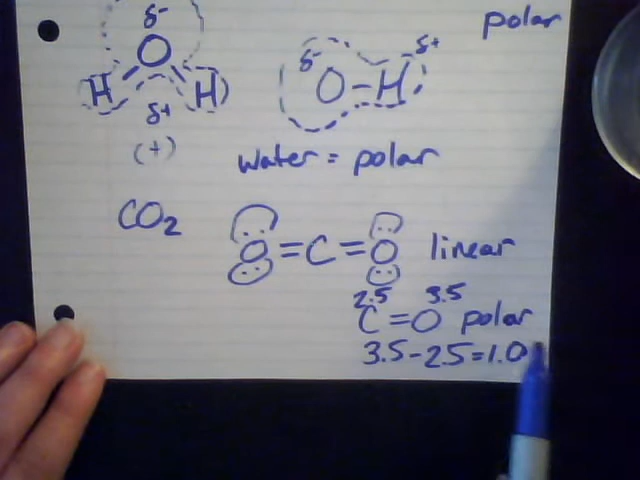 polar
δ-
O
H H
δ+
(+)
δ- δ+
O-H
water = polar
CO2
O=C=O linear
2.5 3.5
C=O polar
3.5-2.5=1.0